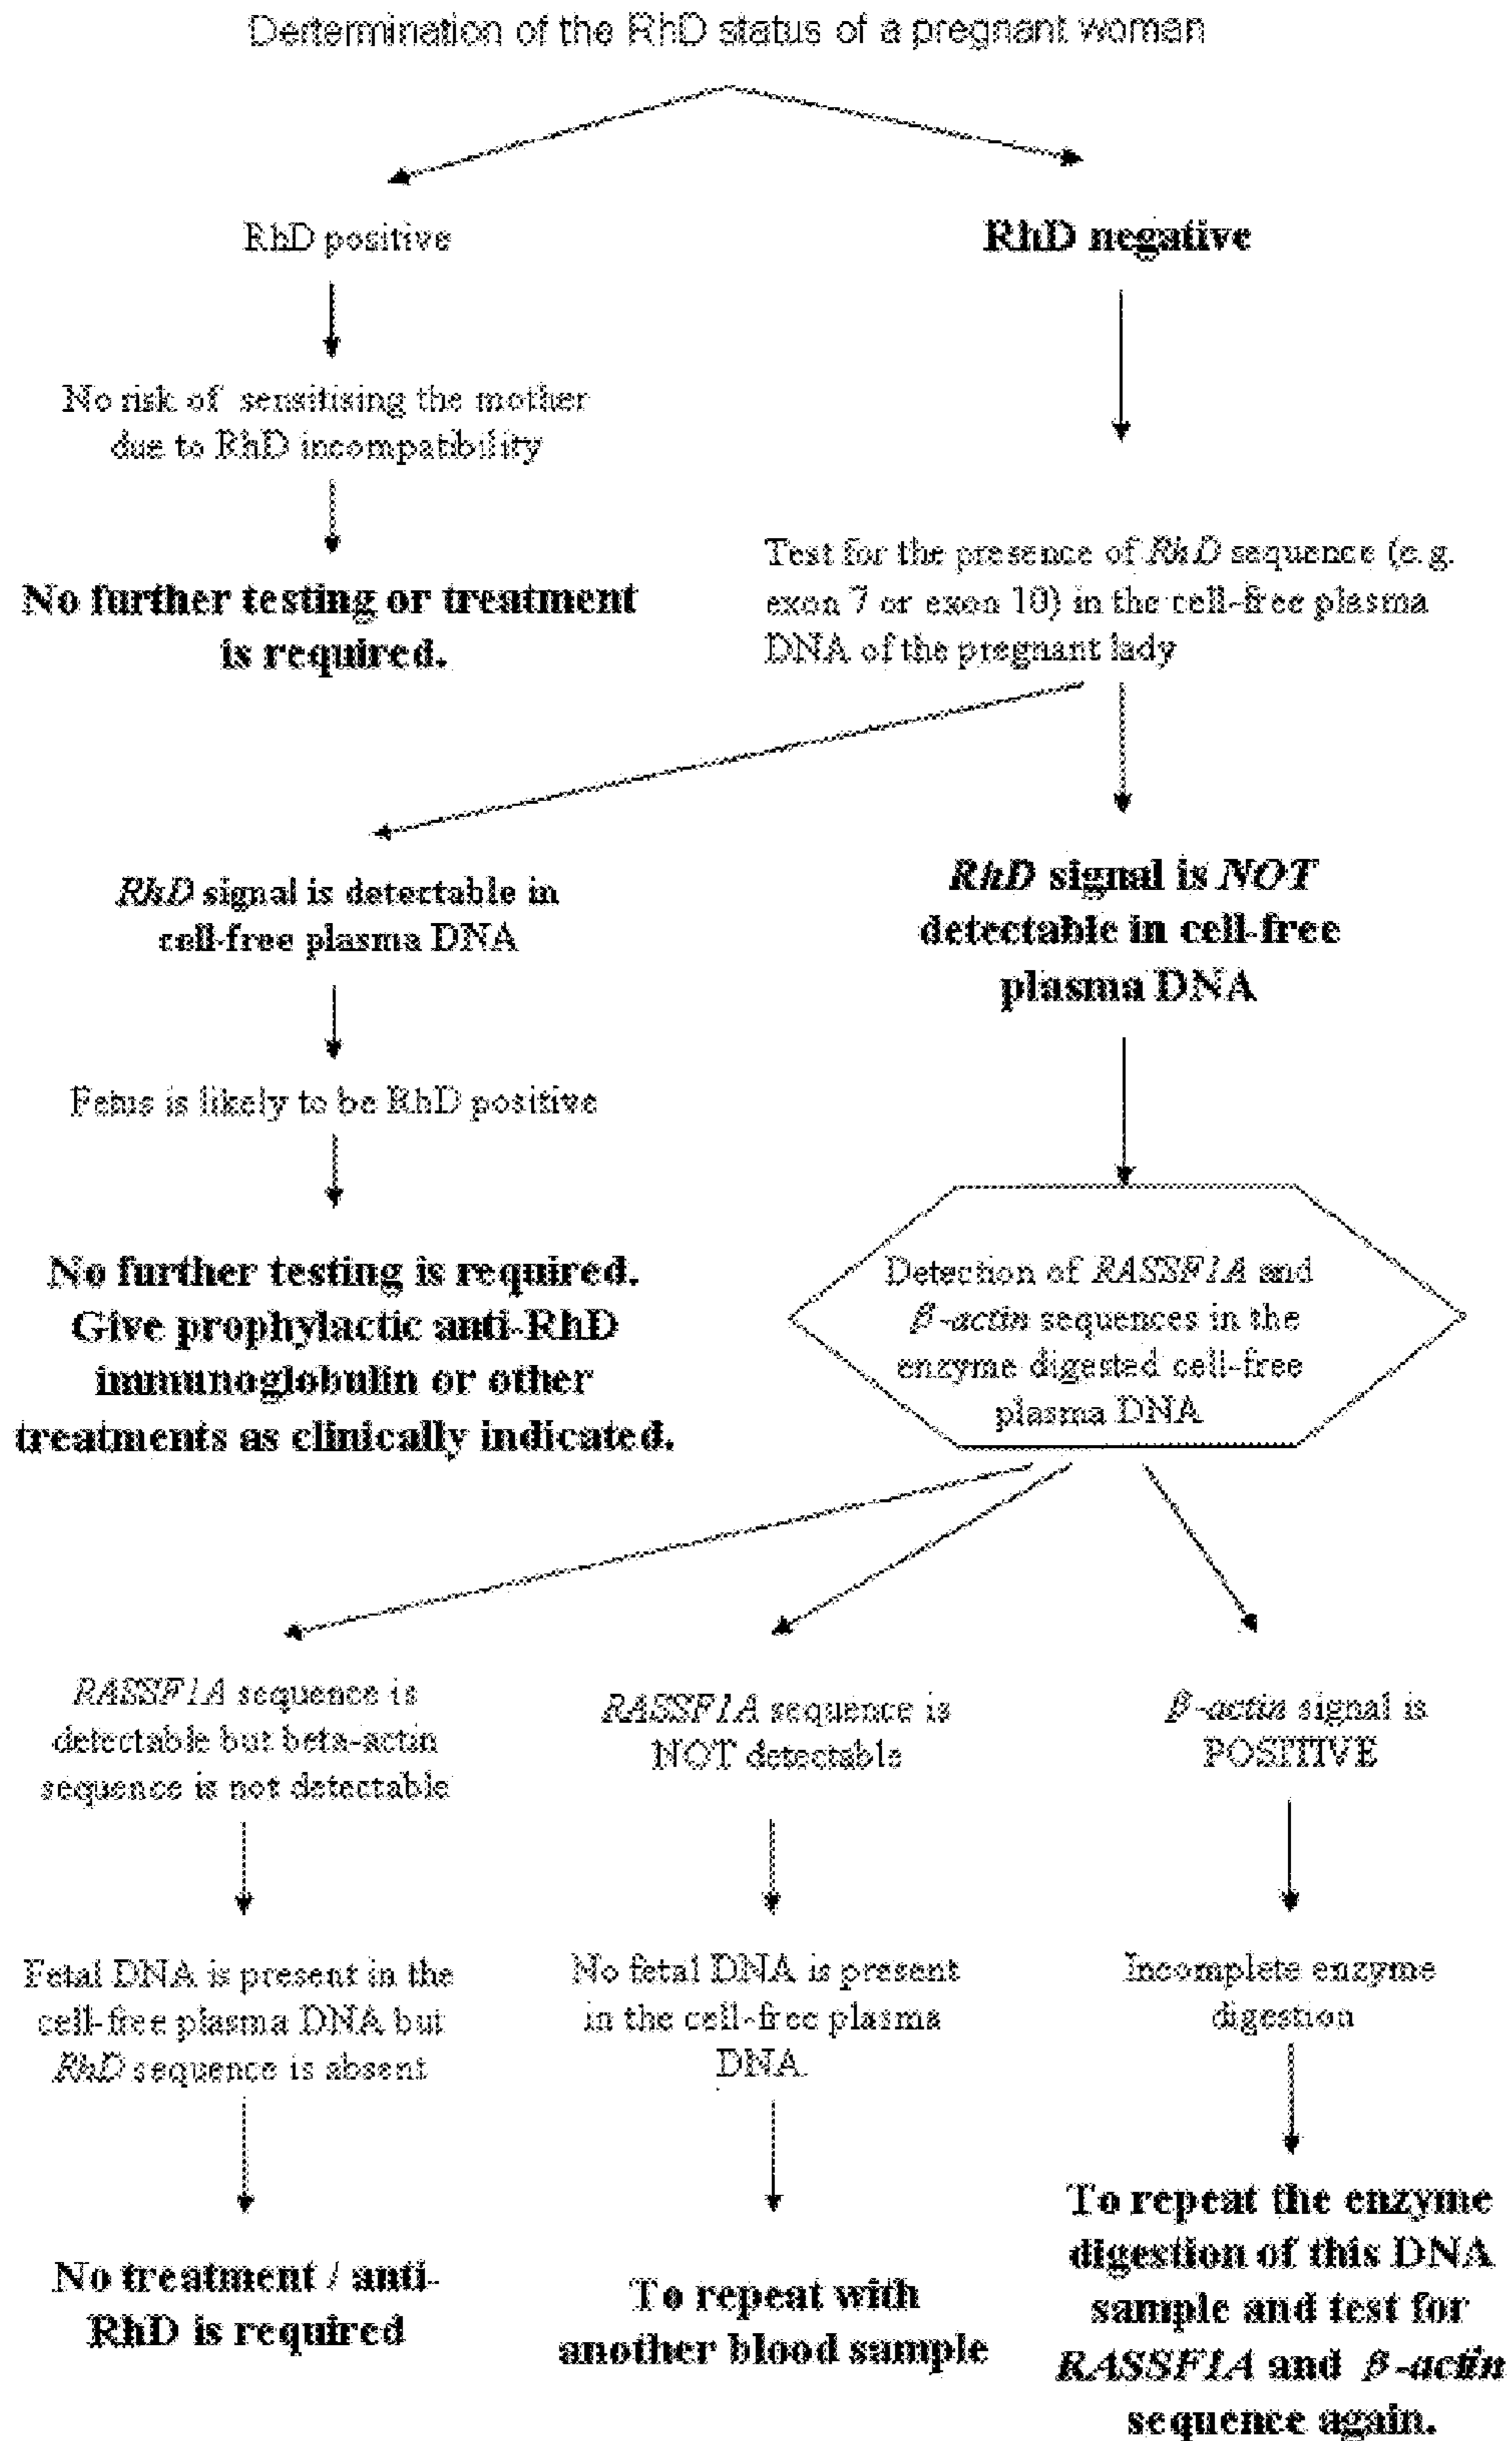 Dertermination of the RhD status of a pregnant woman
RhD positive
RhD negative
No risk of sensitising the mother
due to RhD incompatibility
No further testing or treatment
is required.
Test for the presence of RhD sequence (e.g.
exon 7 or exon 10) in the cell-free plasma
DNA of the pregnant lady
RhD signal is detectable in
cell-free plasma DNA
RhD signal is NOT
detectable in cell-free
plasma DNA
Fetus is likely to be RhD positive
No further testing is required.
Give prophylactic anti-RhD
immunoglobulin or other
treatments as clinically indicated.
Detection of RASSF1A and
β-actin sequences in the
enzyme digested cell-free
plasma DNA
RASSF1A sequence is
detectable but beta-actin
sequence is not detectable
RASSF1A sequence is
NOT detectable
β-actin signal is
POSITIVE
Fetal DNA is present in the
cell-free plasma DNA but
RhD sequence is absent
No fetal DNA is present
in the cell-free plasma
DNA.
Incomplete enzyme
digestion
No treatment / anti-
RhD is required
To repeat with
another blood sample
To repeat the enzyme
digestion of this DNA
sample and test for
RASSF1A and β-actin
sequence again.